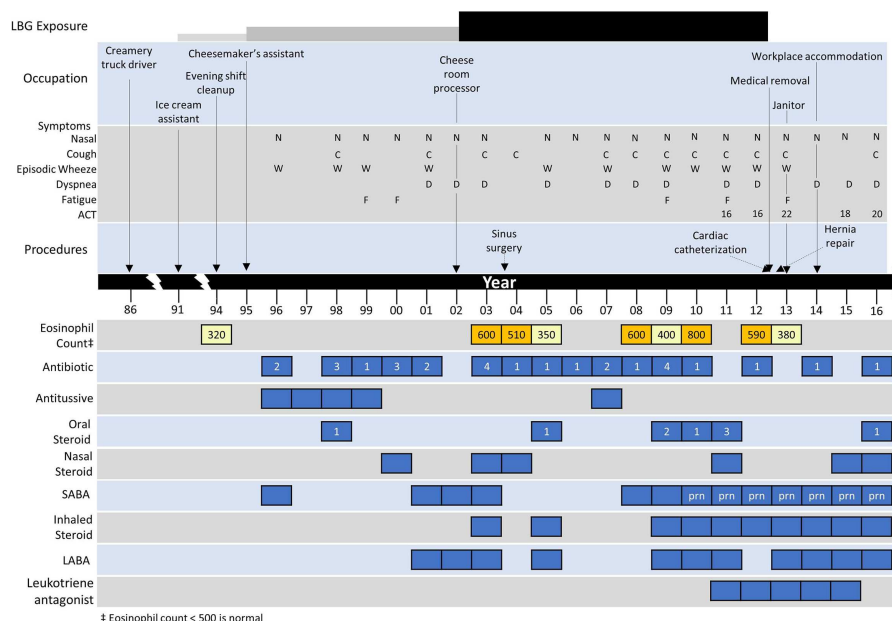 LBG Exposure
Creamery
truck driver
Cheesemaker's assistant
Workplace accommodation
Occupation
Evening shift
cleanup
Cheese
room
processor
Medical removal
Ice cream
assistant
Janitor
Symptoms
Nasal N N N N N N N N N N N N N N N N N N N N
Cough C C C C C C C C C C C C
Episodic Wheeze W W W W W W W W W W W
Dyspnea D D D D D D D D D D D D D
Fatigue F F F F F
ACT 16 16 22 18 20
Procedures
Sinus
surgery
Cardiac
catheterization
Hernia
repair
Year
86 91 94 95 96 97 98 99 00 01 02 03 04 05 06 07 08 09 10 11 12 13 14 15 16
Eosinophil
Count‡
320 600 510 350 600 400 800 590 380
Antibiotic 2 3 1 3 2 4 1 1 1 2 1 4 1 1 1 1
Antitussive
Oral
Steroid
1 1 2 1 3 1
Nasal
Steroid
SABA prn prn prn prn prn prn prn
Inhaled
Steroid
LABA
Leukotriene
antagonist
‡ Eosinophil count < 500 is normal